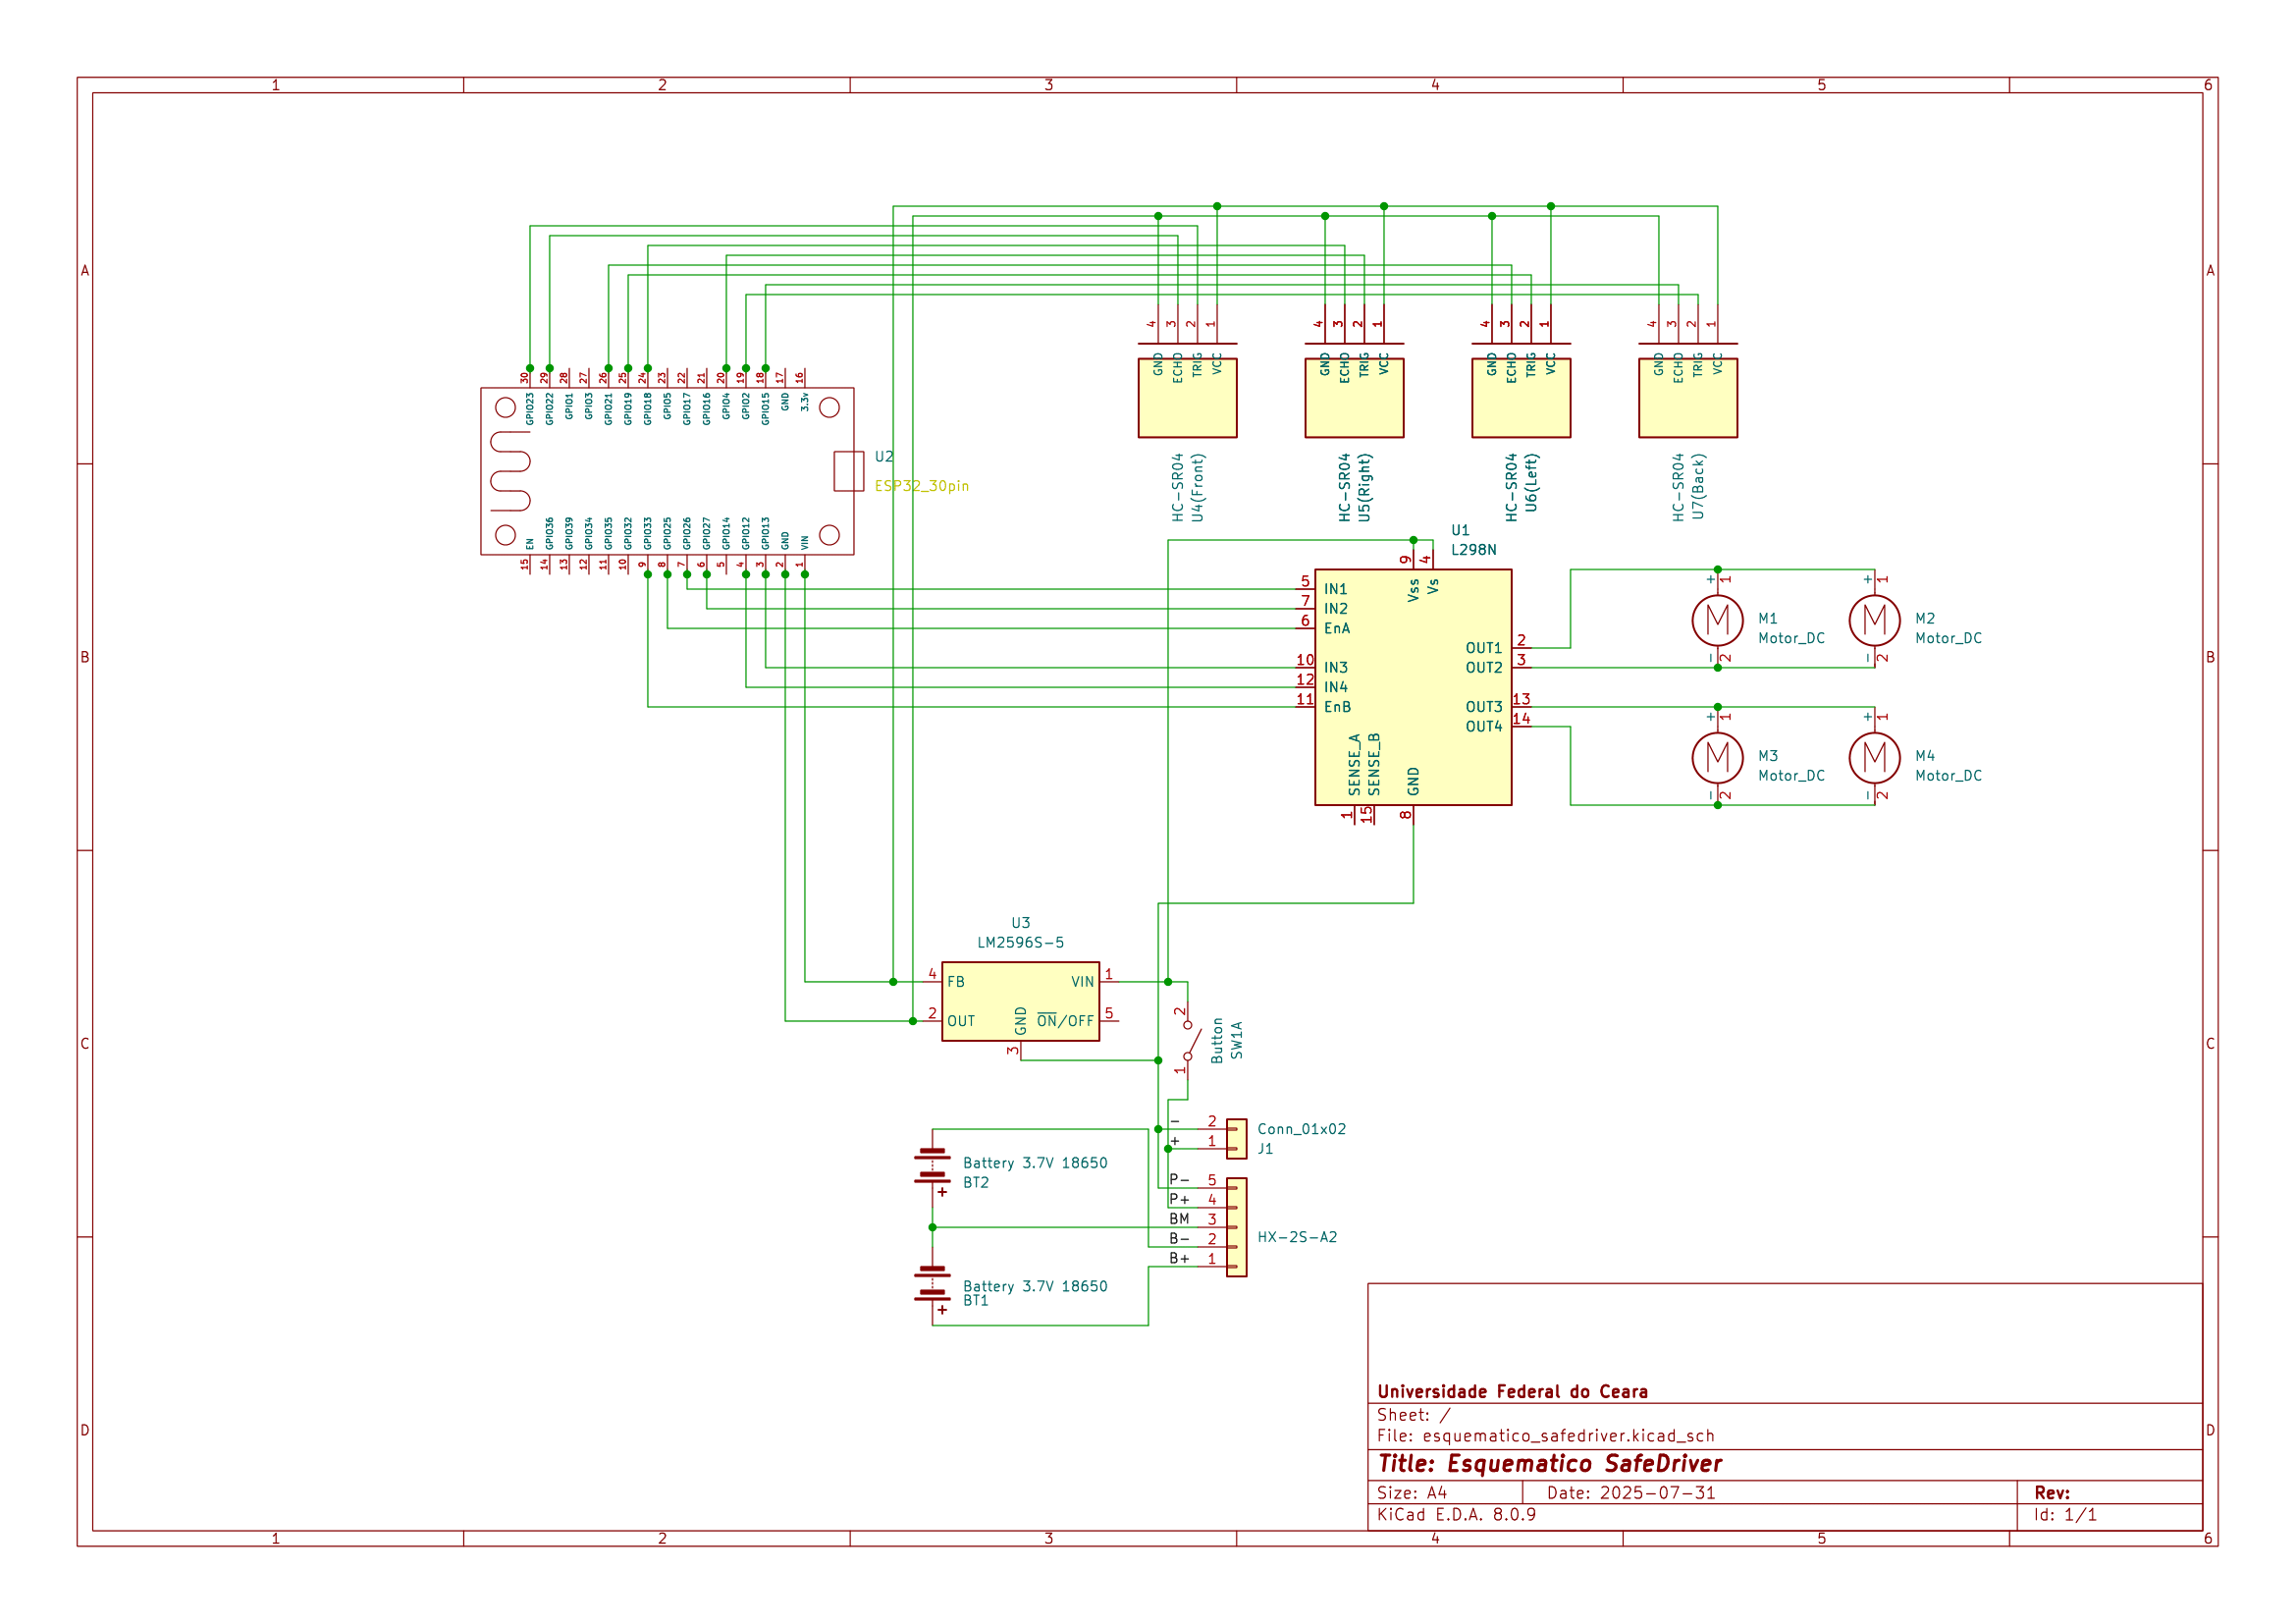 1 2 3 4 5 6
A A
30 29 28 27 26 25 24 23 22 21 20 19 18 17 16
GPIO23 GPIO22 GPIO1 GPIO3 GPIO21 GPIO19 GPIO18 GPIO5 GPIO17 GPIO16 GPIO4 GPIO2 GPIO15 GND 3.3v
U2
ESP32_30pin
EN GPIO36 GPIO39 GPIO34 GPIO35 GPIO32 GPIO33 GPIO25 GPIO26 GPIO27 GPIO14 GPIO12 GPIO13 GND VIN
15 14 13 12 11 10 9 8 7 6 5 4 3 2 1
4 3 2 1
GND ECHO TRIG VCC
HC-SR04
U4(Front)
4 3 2 1
GND ECHO TRIG VCC
HC-SR04
U5(Right)
4 3 2 1
GND ECHO TRIG VCC
HC-SR04
U6(Left)
4 3 2 1
GND ECHO TRIG VCC
HC-SR04
U7(Back)
B B
U1
L298N
9 4
Vss Vs
5 IN1
7 IN2
6 EnA
10 IN3
12 IN4
11 EnB
OUT1 2
OUT2 3
OUT3 13
OUT4 14
SENSE_A SENSE_B GND
1 15 8
+ 1
M
M1
Motor_DC
- 2
+ 1
M
M2
Motor_DC
- 2
+ 1
M
M3
Motor_DC
- 2
+ 1
M
M4
Motor_DC
- 2
C C
U3
LM2596S-5
4 FB VIN 1
2 OUT GND ON/OFF 5
3
2
Button
SW1A
1
- 2 Conn_01x02
+ 1 J1
P- 5
P+ 4
BM 3
B- 2
B+ 1
HX-2S-A2
Battery 3.7V 18650
BT2
+
Battery 3.7V 18650
BT1
+
D D
Universidade Federal do Ceara
Sheet: /
File: esquematico_safedriver.kicad_sch
Title: Esquematico SafeDriver
Size: A4 Date: 2025-07-31 Rev:
KiCad E.D.A. 8.0.9 Id: 1/1
1 2 3 4 5 6